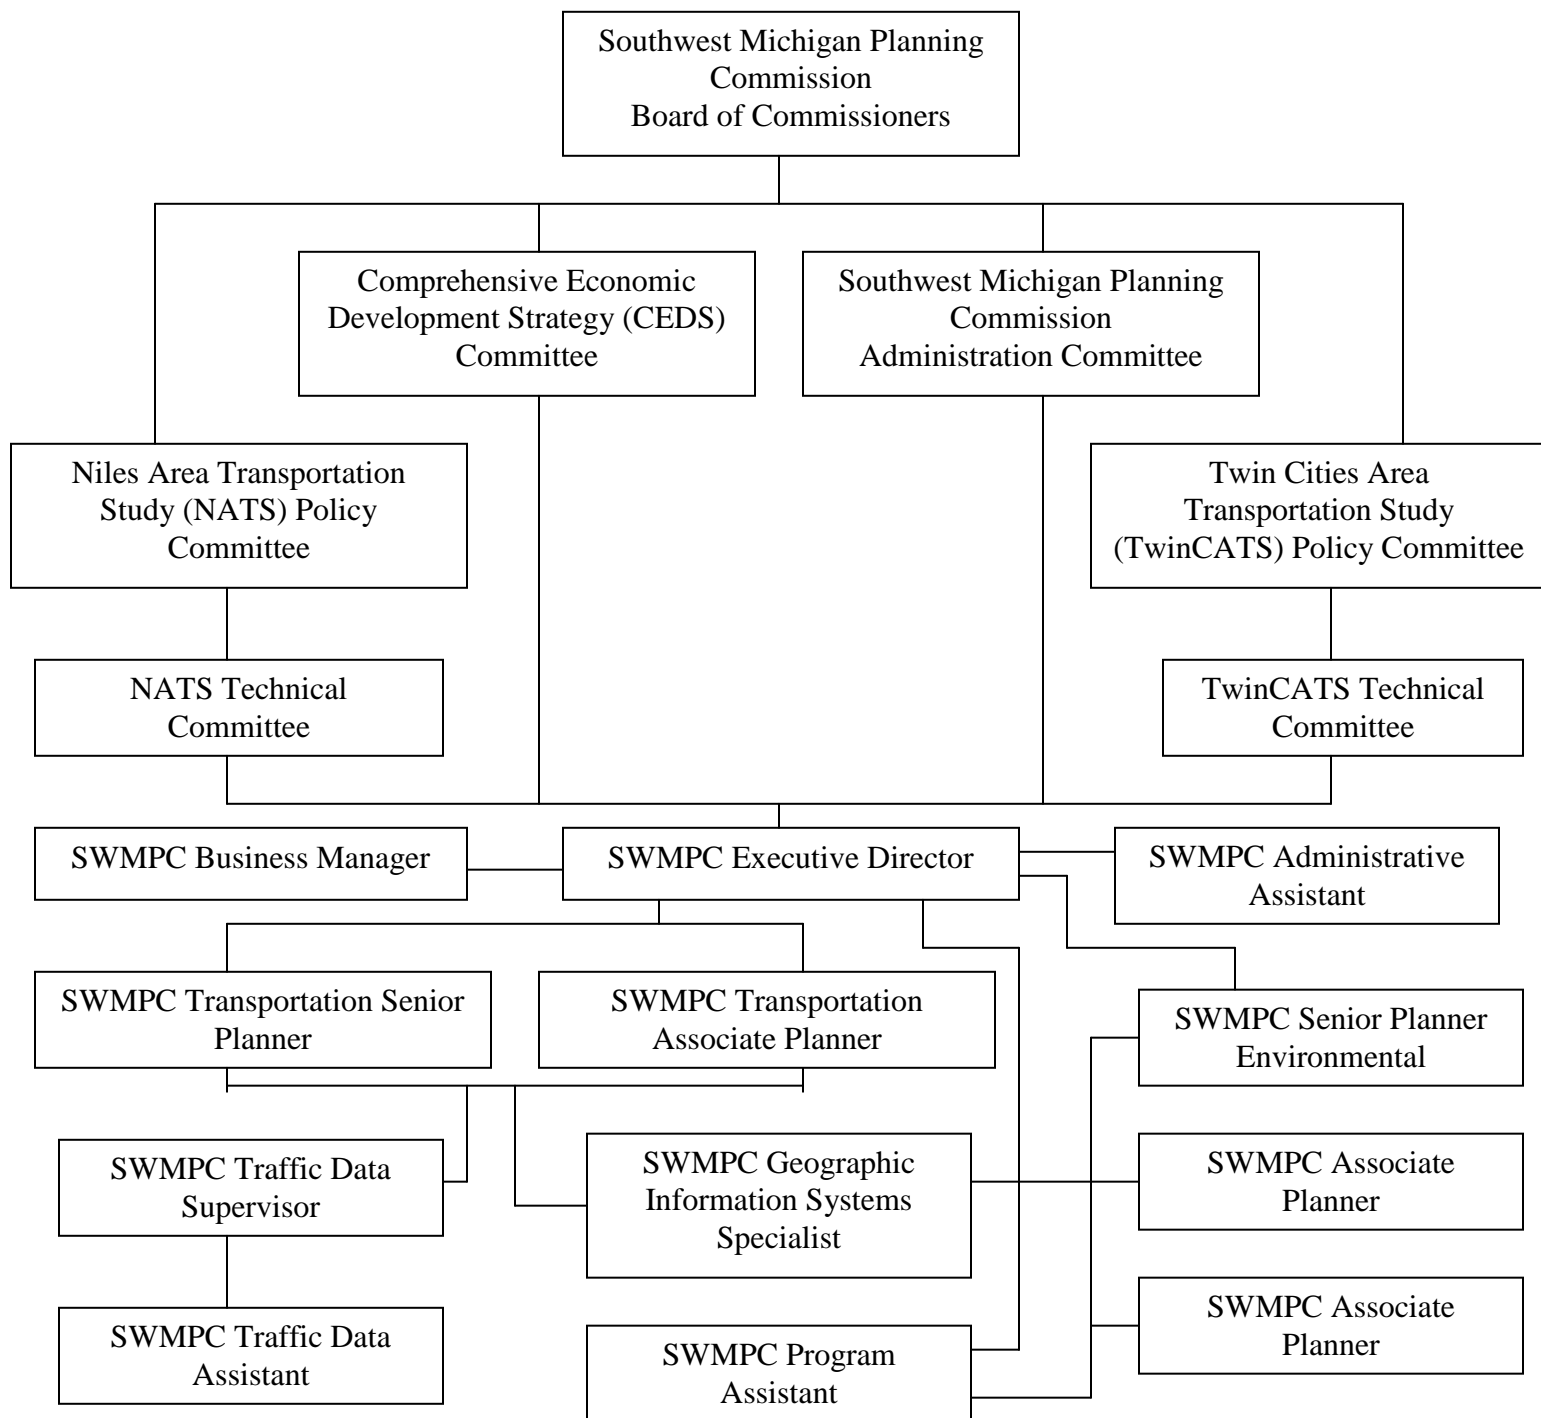 Southwest Michigan Planning
Commission
Board of Commissioners
Comprehensive Economic
Development Strategy (CEDS)
Committee
Southwest Michigan Planning
Commission
Administration Committee
Niles Area Transportation
Study (NATS) Policy
Committee
Twin Cities Area
Transportation Study
(TwinCATS) Policy Committee
NATS Technical
Committee
TwinCATS Technical
Committee
SWMPC Business Manager
SWMPC Executive Director
SWMPC Administrative
Assistant
SWMPC Transportation Senior
Planner
SWMPC Transportation
Associate Planner
SWMPC Senior Planner
Environmental
SWMPC Traffic Data
Supervisor
SWMPC Geographic
Information Systems
Specialist
SWMPC Associate
Planner
SWMPC Traffic Data
Assistant
SWMPC Program
Assistant
SWMPC Associate
Planner